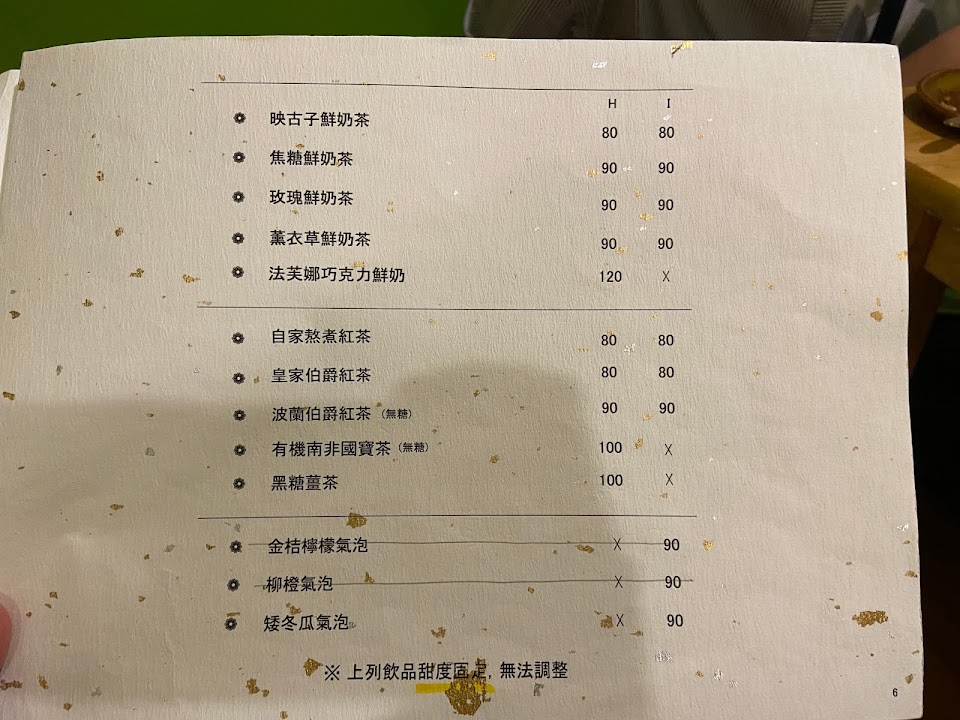 H I
映古子鮮奶茶 80 80
焦糖鮮奶茶 90 90
玫瑰鮮奶茶 90 90
薰衣草鮮奶茶 90 90
法芙娜巧克力鮮奶 120 X
自家熬煮紅茶 80 80
皇家伯爵紅茶 80 80
波蘭伯爵紅茶 (無糖) 90 90
有機南非國寶茶 (無糖) 100 X
黑糖薑茶 100 X
金桔檸檬氣泡 X 90
柳橙氣泡 X 90
矮冬瓜氣泡 X 90
※ 上列飲品甜度固定, 無法調整
6